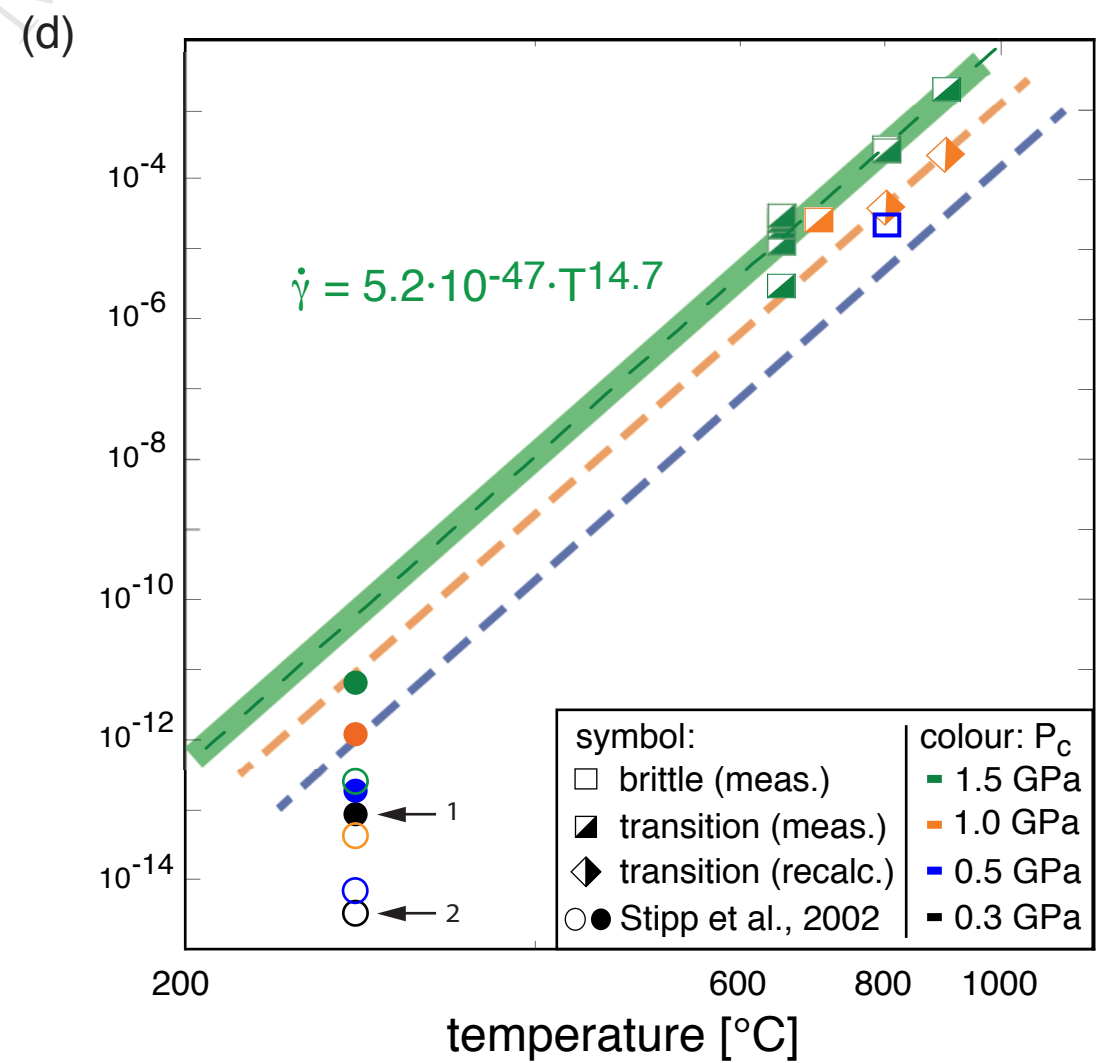 (d)
10-4
γ̇ = 5.2·10-47·T14.7
10-6
10-8
10-10
10-12
10-14
1
2
symbol:
brittle (meas.)
transition (meas.)
transition (recalc.)
Stipp et al., 2002
colour: Pc
1.5 GPa
1.0 GPa
0.5 GPa
0.3 GPa
200 600 800 1000
temperature [°C]